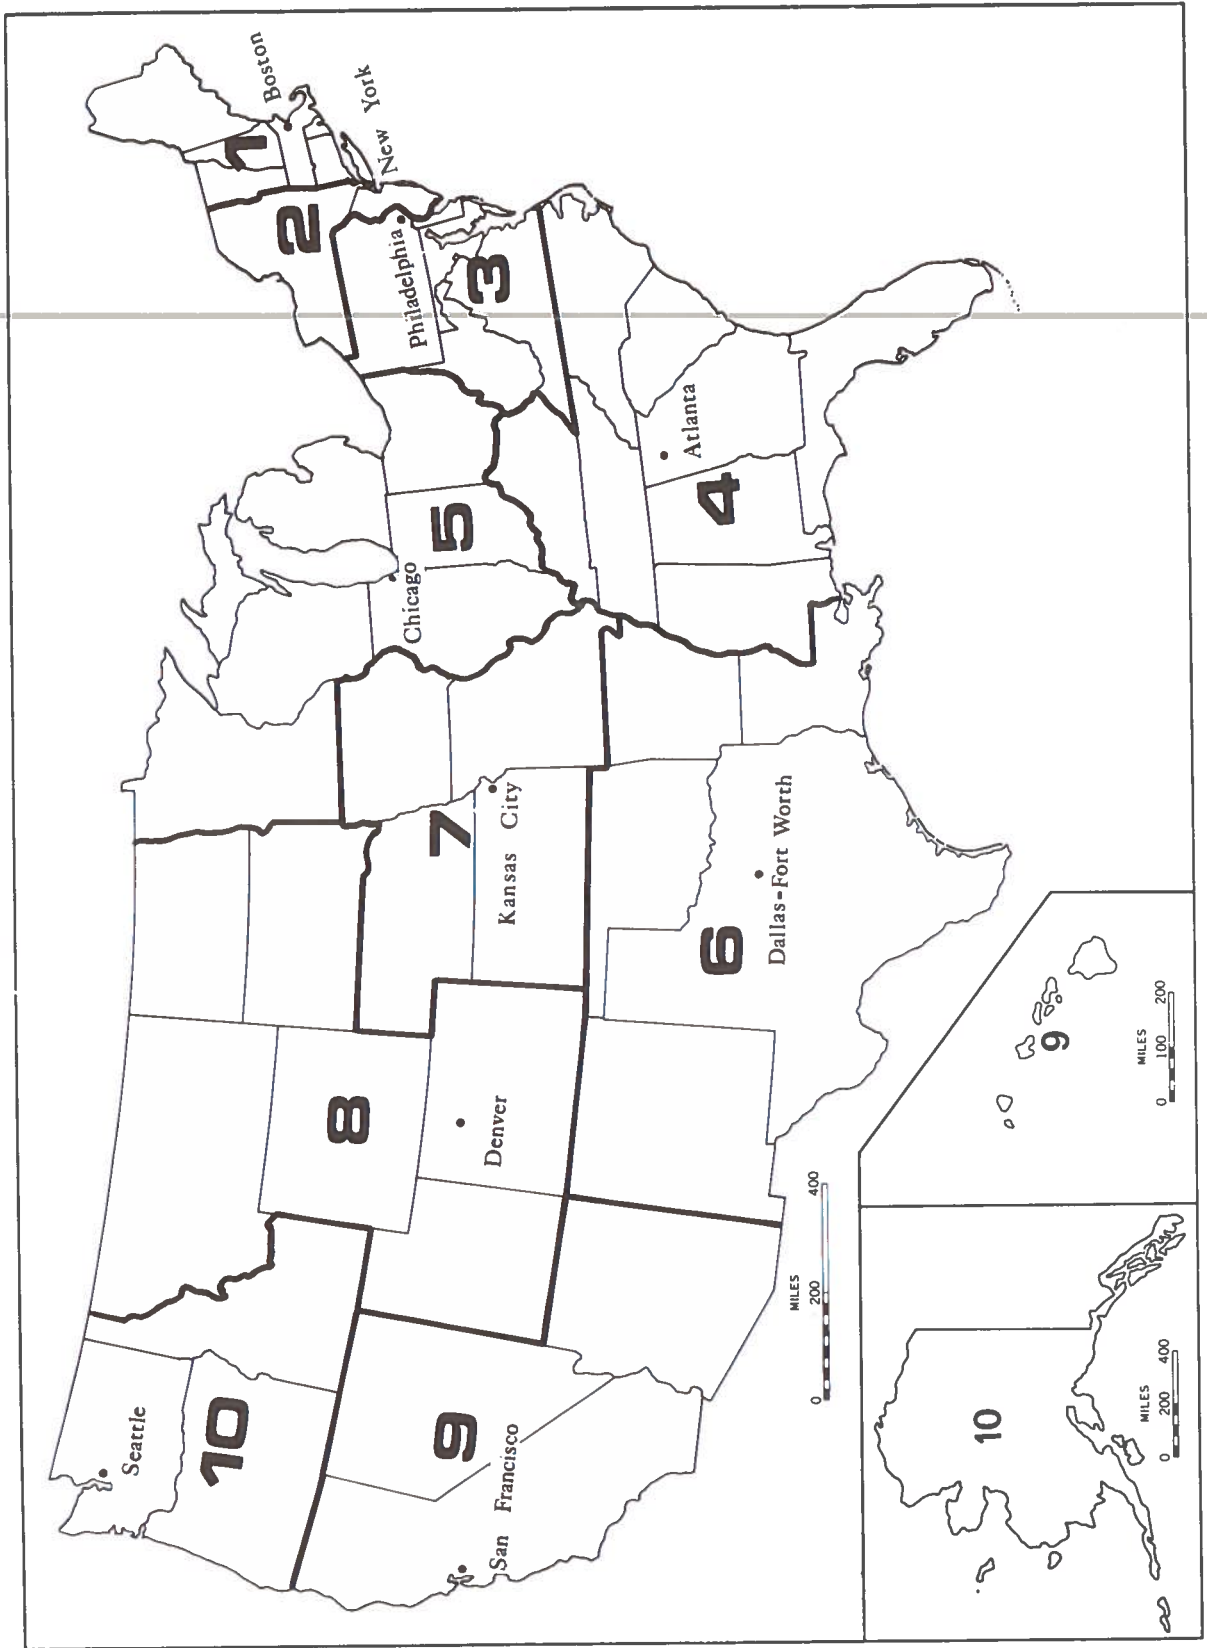 Seattle
10
9
San Francisco
8
Denver
7
Kansas City
6
Dallas-Fort Worth
5
Chicago
4
Atlanta
3
Philadelphia
2
1
Boston
New York
MILES
0 200 400
10
MILES
0 200 400
9
MILES
0 100 200